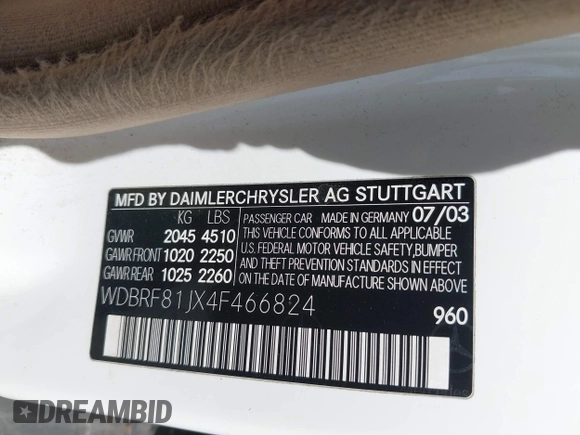 MFD BY DAIMLERCHRYSLER AG STUTTGART
KG LBS
GVWR 2045 4510
GAWR FRONT 1020 2250
GAWR REAR 1025 2260
PASSENGER CAR MADE IN GERMANY 07/03
THIS VEHICLE CONFORMS TO ALL APPLICABLE
U.S. FEDERAL MOTOR VEHICLE SAFETY,BUMPER
AND THEFT PREVENTION STANDARDS IN EFFECT
ON THE DATE OF MANUFACTURE SHOWN ABOVE.
WDBRF81JX4F466824
960
DREAMBID